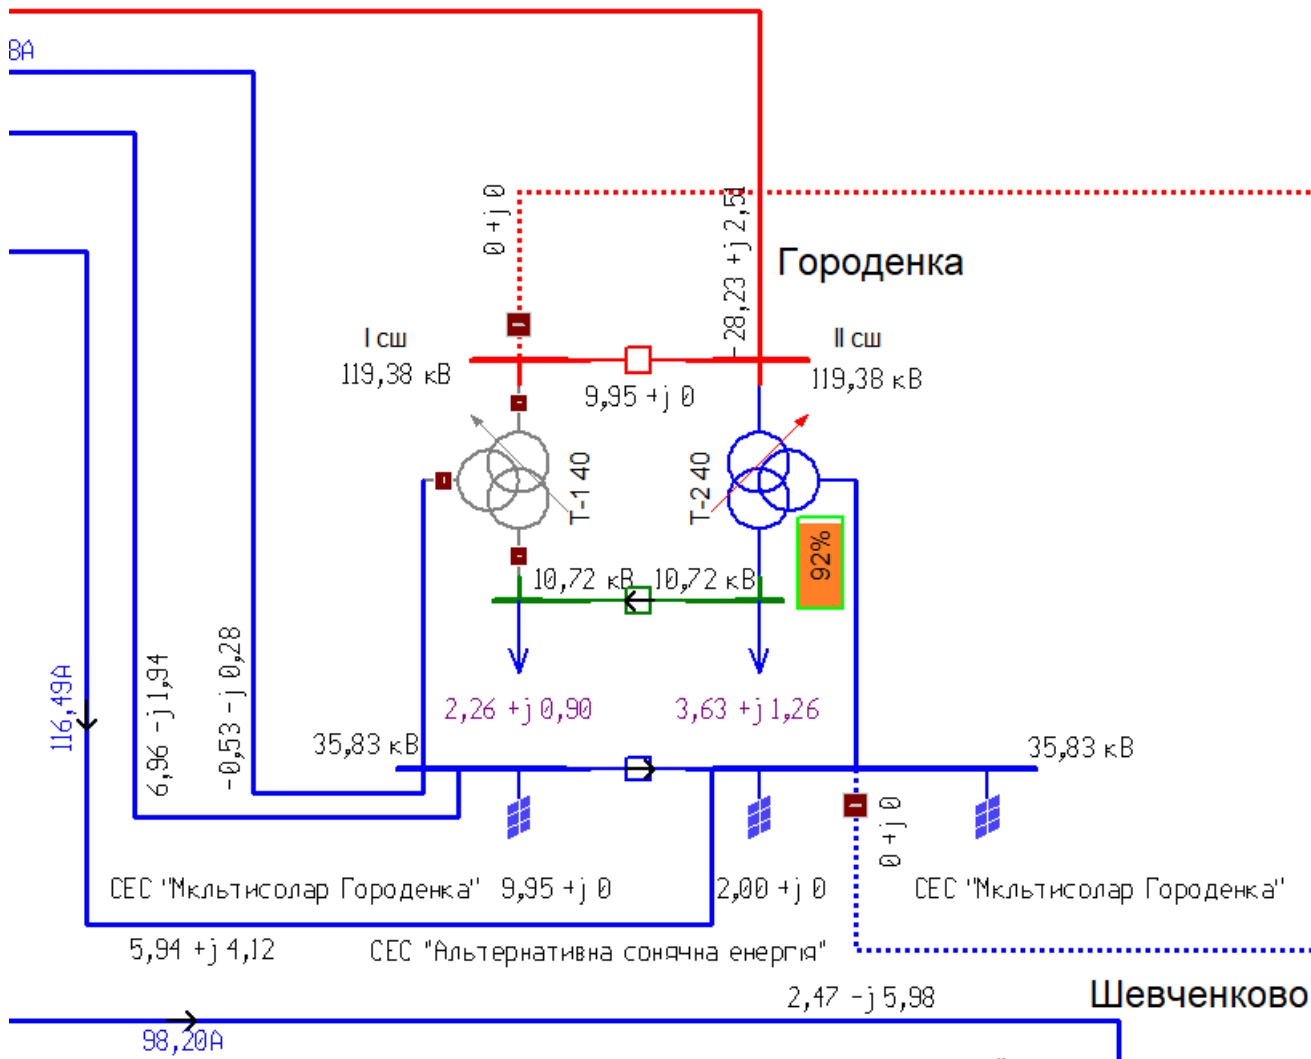 8А
0 +j 0
-28,23 +j 2,51
Городенка
І сш
ІІ сш
119,38 кВ
119,38 кВ
9,95 +j 0
Т-1 40
Т-2 40
92%
10,72 кВ
10,72 кВ
116,49А
6,96 -j 1,94
-0,53 -j 0,28
2,26 +j 0,90
3,63 +j 1,26
35,83 кВ
35,83 кВ
0 +j 0
СЕС "Мкльтисолар Городенка"
9,95 +j 0
2,00 +j 0
СЕС "Мкльтисолар Городенка"
5,94 +j 4,12
СЕС "Альтернативна сонячна енергія"
2,47 -j 5,98
Шевченково
98,20А